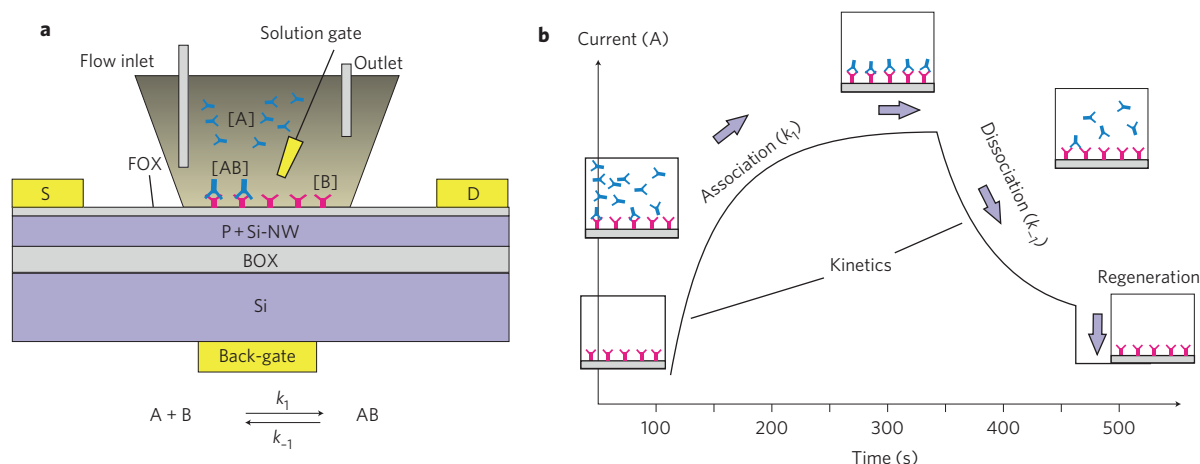 a
Solution gate
Flow inlet
Outlet
[A]
FOX
[AB]
[B]
S
D
P + Si-NW
BOX
Si
Back-gate
A + B
k₁
k₋₁
AB
b
Current (A)
Association (k₁)
Dissociation (k₋₁)
Kinetics
Regeneration
100
200
300
400
500
Time (s)